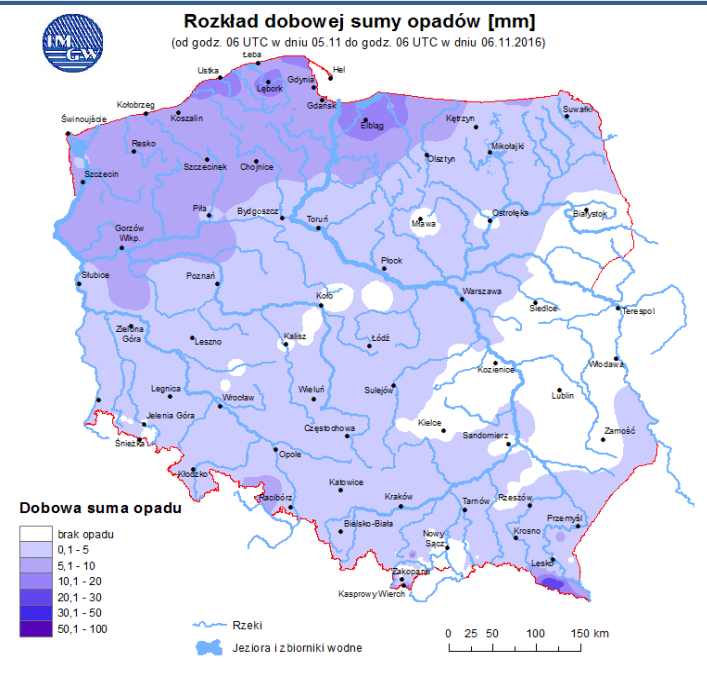 Rozkład dobowej sumy opadów [mm]
(od godz. 06 UTC w dniu 05.11 do godz. 06 UTC w dniu 06.11.2016)
IM
GW
Łeba
Hel
Ustka
Gdynia
Lębork
Gdańsk
Kołobrzeg
Koszalin
Świnoujście
Elbląg
Kętrzyn
Suwałki
Resko
Mikołajki
Olsztyn
Szczecinek
Chojnice
Szczecin
Piła
Bydgoszcz
Toruń
Mława
Ostrołęka
Białystok
Gorzów
Wlkp.
Płock
Słubice
Poznań
Koło
Warszawa
Siedlce
Terespol
Zielona
Góra
Leszno
Kalisz
Łódź
Kozienice
Włodawa
Legnica
Wrocław
Wieluń
Sulejów
Lublin
Jelenia Góra
Śnieżka
Częstochowa
Kielce
Sandomierz
Zamość
Opole
Kłodzko
Katowice
Racibórz
Kraków
Tarnów
Rzeszów
Bielsko-Biała
Nowy
Sącz
Krosno
Przemyśl
Lesko
Zakopane
Kasprowy Wierch
Dobowa suma opadu
brak opadu
0,1 - 5
5,1 - 10
10,1 - 20
20,1 - 30
30,1 - 50
50,1 - 100
Rzeki
Jeziora i zbiorniki wodne
0 25 50 100 150 km